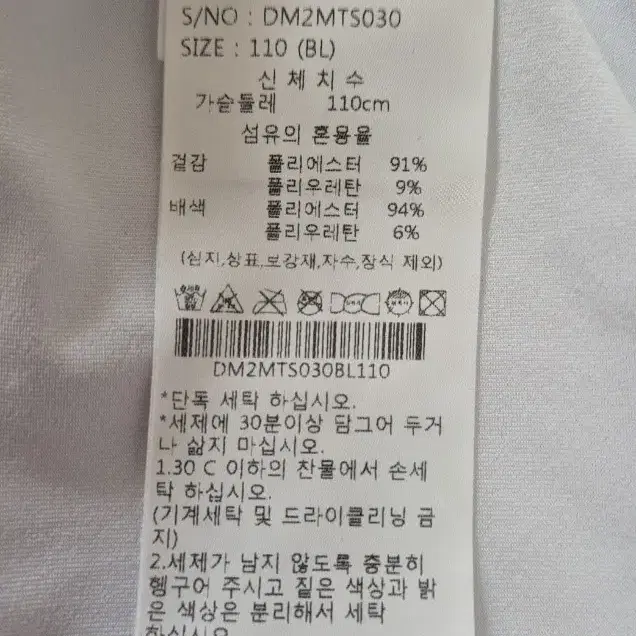 S/NO : DM2MTS030
SIZE : 110 (BL)
신 체 치 수
가슴둘레 110cm
섬유의 혼용율
겉감 폴리에스터 91%
폴리우레탄 9%
배색 폴리에스터 94%
폴리우레탄 6%
(심지,상표,보강재,자수,장식 제외)
DM2MTS030BL110
*단독 세탁 하십시오.
*세제에 30분이상 담그어 두거
나 삶지 마십시오.
1.30 C 이하의 찬물에서 손세
탁 하십시오.
(기계세탁 및 드라이클리닝 금
지)
2.세제가 남지 않도록 충분히
헹구어 주시고 짙은 색상과 밝
은 색상은 분리해서 세탁
하십시오